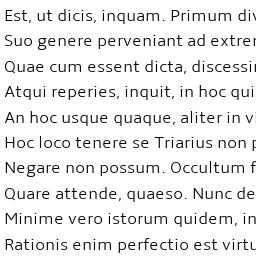 Est, ut dicis, inquam. Primum div
Suo genere perveniant ad extrem
Quae cum essent dicta, discessin
Atqui reperies, inquit, in hoc qui
An hoc usque quaque, aliter in vi
Hoc loco tenere se Triarius non p
Negare non possum. Occultum f
Quare attende, quaeso. Nunc de
Minime vero istorum quidem, in
Rationis enim perfectio est virtu